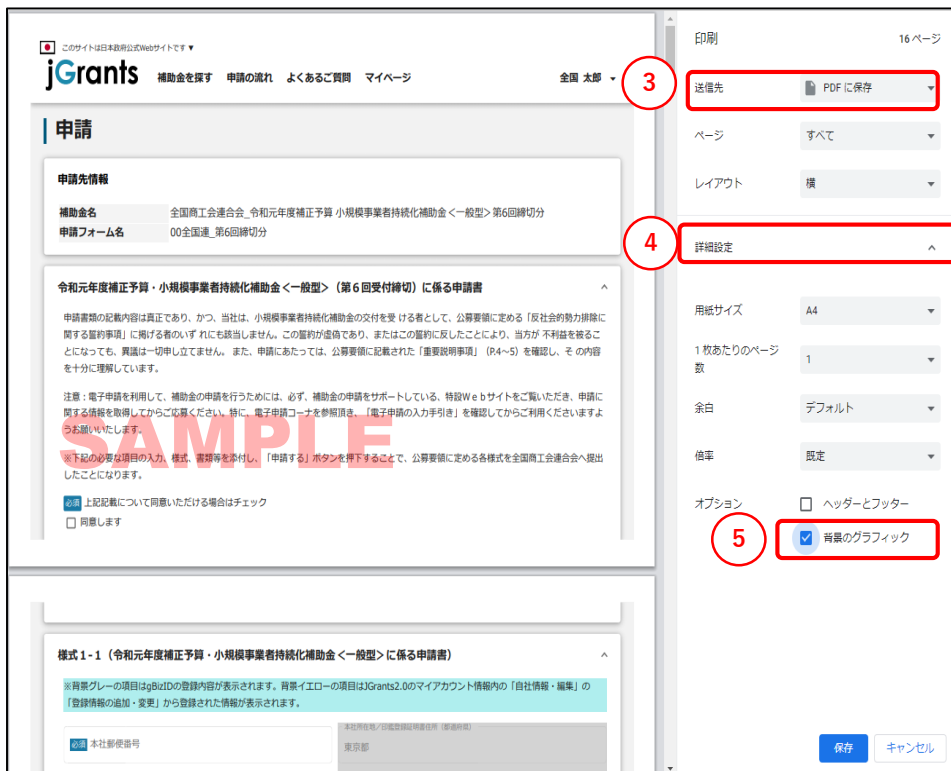 このサイトは日本政府公式Webサイトです ▼
jGrants 補助金を探す 申請の流れ よくあるご質問 マイページ 全国 太郎
申請
申請先情報
補助金名 全国商工会連合会_令和元年度補正予算 小規模事業者持続化補助金<一般型>第6回締切分
申請フォーム名 00全国連_第6回締切分
令和元年度補正予算・小規模事業者持続化補助金<一般型>（第6回受付締切）に係る申請書
申請書類の記載内容は真正であり、かつ、当社は、小規模事業者持続化補助金の交付を受 ける者として、公募要領に定める「反社会的勢力排除に
関する誓約事項」に掲げる者のいず れにも該当しません。この誓約が虚偽であり、またはこの誓約に反したことにより、当方が 不利益を被るこ
とになっても、異議は一切申し立てません。 また、申請にあたっては、公募要領に記載された「重要説明事項」（P.4～5）を確認し、そ の内容
を十分に理解しています。
注意：電子申請を利用して、補助金の申請を行うためには、必ず、補助金の申請をサポートしている、特設Ｗｅｂサイトをご覧いただき、申請に
関する情報を取得してからご応募ください。特に、電子申請コーナを参照頂き、「電子申請の入力手引き」を確認してからご利用くださいますよ
うお願いいたします。
SAMPLE
※下記の必要な項目の入力、様式、書類等を添付し、「申請する」ボタンを押下することで、公募要領に定める各様式を全国商工会連合会へ提出
したことになります。
必須 上記記載について同意いただける場合はチェック
同意します
様式１-１（令和元年度補正予算・小規模事業者持続化補助金<一般型>に係る申請書）
※背景グレーの項目はgBizIDの登録内容が表示されます。背景イエローの項目はJGrants2.0のマイアカウント情報内の「自社情報・編集」の
「登録情報の追加・変更」から登録された情報が表示されます。
必須 本社郵便番号
本社所在地／印鑑登録証明書住所（都道府県）
東京都
印刷 16 ページ
3
送信先 PDF に保存
ページ すべて
レイアウト 横
4
詳細設定
用紙サイズ A4
1 枚あたりのページ
数 1
余白 デフォルト
倍率 既定
オプション ヘッダーとフッター
5
背景のグラフィック
保存 キャンセル